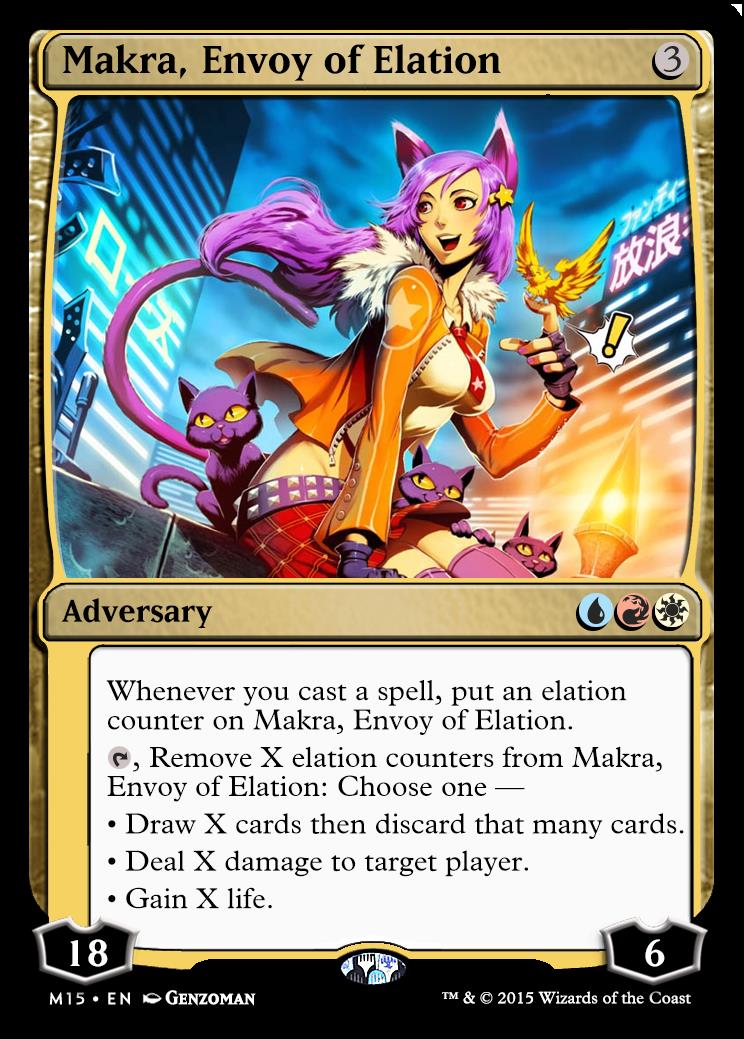 Makra, Envoy of Elation 3
ファンディ
放浪
!
Adversary
Whenever you cast a spell, put an elation
counter on Makra, Envoy of Elation.
, Remove X elation counters from Makra,
Envoy of Elation: Choose one —
• Draw X cards then discard that many cards.
• Deal X damage to target player.
• Gain X life.
18 6
M15 • EN GENZOMAN ™ & © 2015 Wizards of the Coast